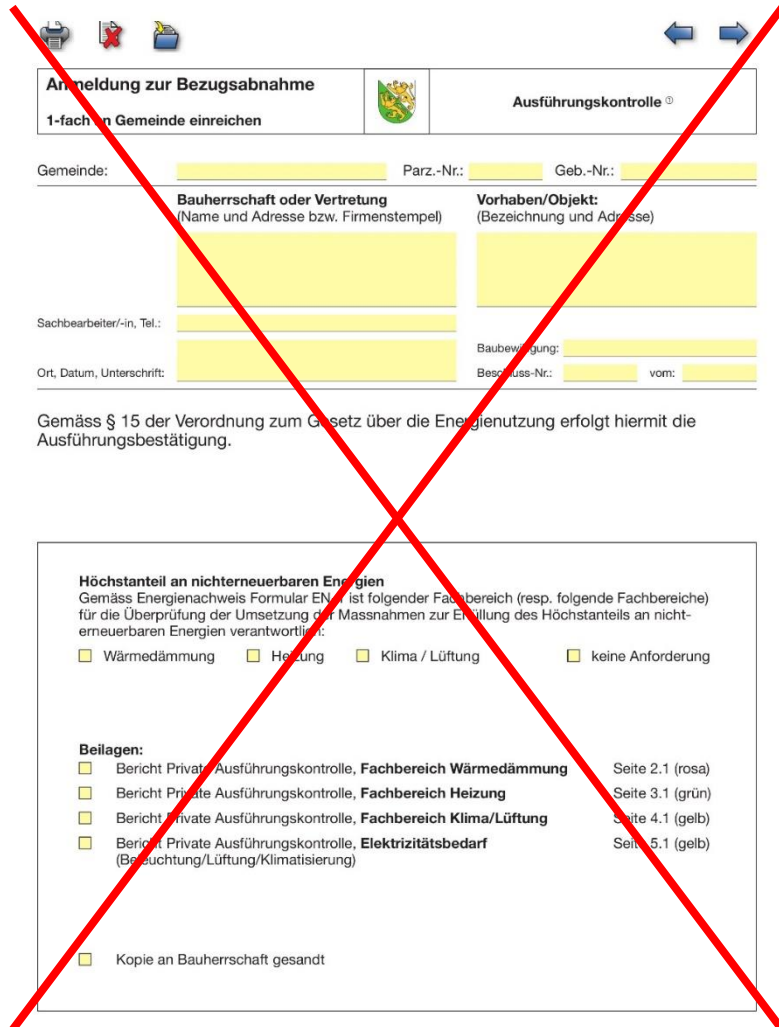 Anmeldung zur Bezugsabnahme
1-fach an Gemeinde einreichen
Ausführungskontrolle ①
Gemeinde: Parz.-Nr.: Geb.-Nr.:
Bauherrschaft oder Vertretung
(Name und Adresse bzw. Firmenstempel)
Vorhaben/Objekt:
(Bezeichnung und Adresse)
Sachbearbeiter/-in, Tel.:
Baubewilligung:
Ort, Datum, Unterschrift:
Beschluss-Nr.: vom:
Gemäss § 15 der Verordnung zum Gesetz über die Energienutzung erfolgt hiermit die
Ausführungsbestätigung.
Höchstanteil an nichterneuerbaren Energien
Gemäss Energienachweis Formular EN-1 ist folgender Fachbereich (resp. folgende Fachbereiche)
für die Überprüfung der Umsetzung der Massnahmen zur Erfüllung des Höchstanteils an nicht-
erneuerbaren Energien verantwortlich:
Wärmedämmung Heizung Klima / Lüftung keine Anforderung
Beilagen:
Bericht Private Ausführungskontrolle, Fachbereich Wärmedämmung Seite 2.1 (rosa)
Bericht Private Ausführungskontrolle, Fachbereich Heizung Seite 3.1 (grün)
Bericht Private Ausführungskontrolle, Fachbereich Klima/Lüftung Seite 4.1 (gelb)
Bericht Private Ausführungskontrolle, Elektrizitätsbedarf Seite 5.1 (gelb)
(Beleuchtung/Lüftung/Klimatisierung)
Kopie an Bauherrschaft gesandt